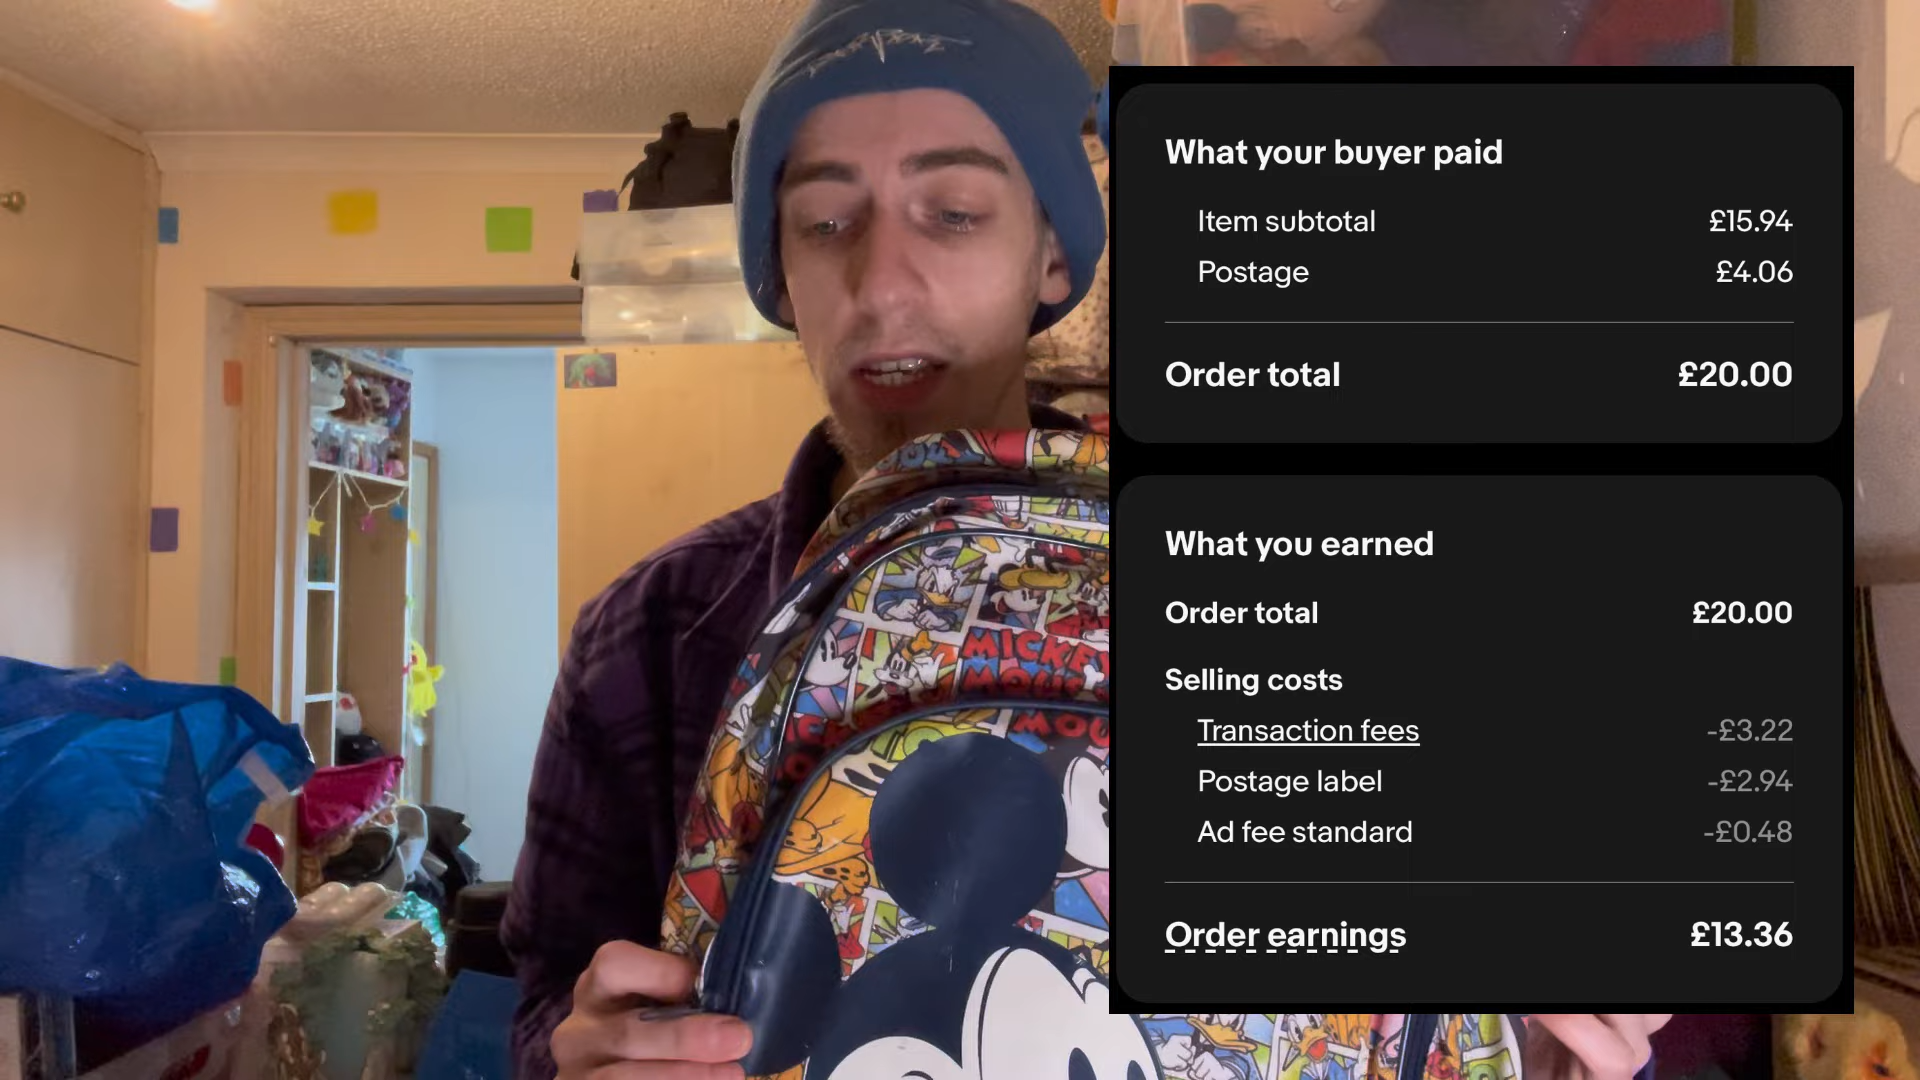 What your buyer paid
Item subtotal £15.94
Postage £4.06
Order total £20.00
What you earned
Order total £20.00
Selling costs
Transaction fees -£3.22
Postage label -£2.94
Ad fee standard -£0.48
Order earnings £13.36
MICKEY
MOUSE
MOU